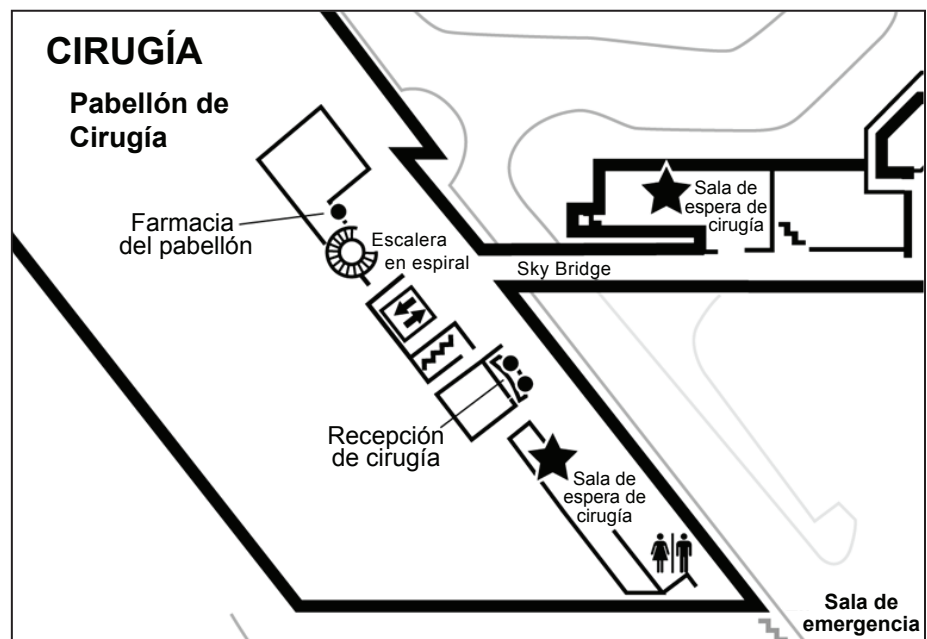 CIRUGÍA
Pabellón de
Cirugía
Farmacia
del pabellón
Escalera
en espiral
Sky Bridge
Sala de
espera de
cirugía
Recepción
de cirugía
Sala de
espera de
cirugía
Sala de
emergencia